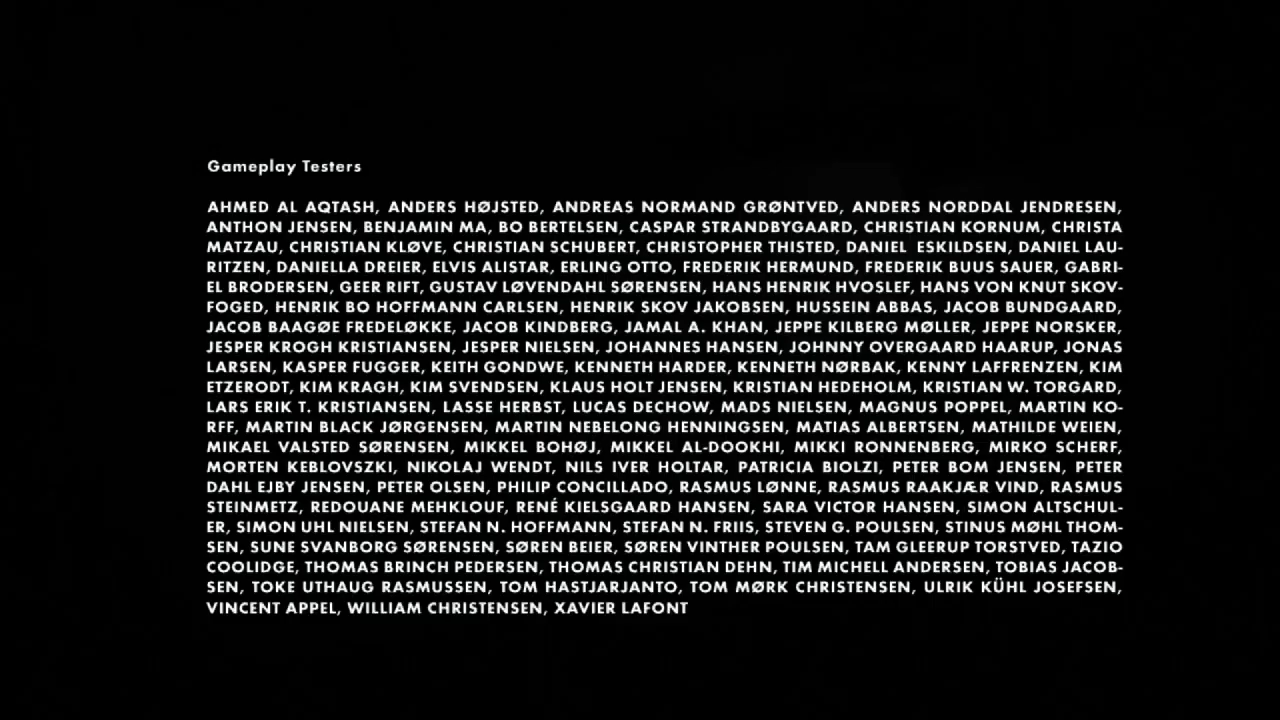 Gameplay Testers
AHMED AL AQTASH, ANDERS HØJSTED, ANDREAS NORMAND GRØNTVED, ANDERS NORDDAL JENDRESEN,
ANTHON JENSEN, BENJAMIN MA, BO BERTELSEN, CASPAR STRANDBYGAARD, CHRISTIAN KORNUM, CHRISTA
MATZAU, CHRISTIAN KLØVE, CHRISTIAN SCHUBERT, CHRISTOPHER THISTED, DANIEL ESKILDSEN, DANIEL LAU-
RITZEN, DANIELLA DREIER, ELVIS ALISTAR, ERLING OTTO, FREDERIK HERMUND, FREDERIK BUUS SAUER, GABRI-
EL BRODERSEN, GEER RIFT, GUSTAV LØVENDAHL SØRENSEN, HANS HENRIK HVOSLEF, HANS VON KNUT SKOV-
FOGED, HENRIK BO HOFFMANN CARLSEN, HENRIK SKOV JAKOBSEN, HUSSEIN ABBAS, JACOB BUNDGAARD,
JACOB BAAGØE FREDELØKKE, JACOB KINDBERG, JAMAL A. KHAN, JEPPE KILBERG MØLLER, JEPPE NORSKER,
JESPER KROGH KRISTIANSEN, JESPER NIELSEN, JOHANNES HANSEN, JOHNNY OVERGAARD HAARUP, JONAS
LARSEN, KASPER FUGGER, KEITH GONDWE, KENNETH HARDER, KENNETH NØRBAK, KENNY LAFFRENZEN, KIM
ETZERODT, KIM KRAGH, KIM SVENDSEN, KLAUS HOLT JENSEN, KRISTIAN HEDEHOLM, KRISTIAN W. TORGARD,
LARS ERIK T. KRISTIANSEN, LASSE HERBST, LUCAS DECHOW, MADS NIELSEN, MAGNUS POPPEL, MARTIN KO-
RFF, MARTIN BLACK JØRGENSEN, MARTIN NEBELONG HENNINGSEN, MATIAS ALBERTSEN, MATHILDE WEIEN,
MIKAEL VALSTED SØRENSEN, MIKKEL BOHØJ, MIKKEL AL-DOOKHI, MIKKI RONNENBERG, MIRKO SCHERF,
MORTEN KEBLOVSZKI, NIKOLAJ WENDT, NILS IVER HOLTAR, PATRICIA BIOLZI, PETER BOM JENSEN, PETER
DAHL EJBY JENSEN, PETER OLSEN, PHILIP CONCILLADO, RASMUS LØNNE, RASMUS RAAKJÆR VIND, RASMUS
STEINMETZ, REDOUANE MEHKLOUF, RENÉ KIELSGAARD HANSEN, SARA VICTOR HANSEN, SIMON ALTSCHUL-
ER, SIMON UHL NIELSEN, STEFAN N. HOFFMANN, STEFAN N. FRIIS, STEVEN G. POULSEN, STINUS MØHL THOM-
SEN, SUNE SVANBORG SØRENSEN, SØREN BEIER, SØREN VINTHER POULSEN, TAM GLEERUP TORSTVED, TAZIO
COOLIDGE, THOMAS BRINCH PEDERSEN, THOMAS CHRISTIAN DEHN, TIM MICHELL ANDERSEN, TOBIAS JACOB-
SEN, TOKE UTHAUG RASMUSSEN, TOM HASTJARJANTO, TOM MØRK CHRISTENSEN, ULRIK KÜHL JOSEFSEN,
VINCENT APPEL, WILLIAM CHRISTENSEN, XAVIER LAFONT